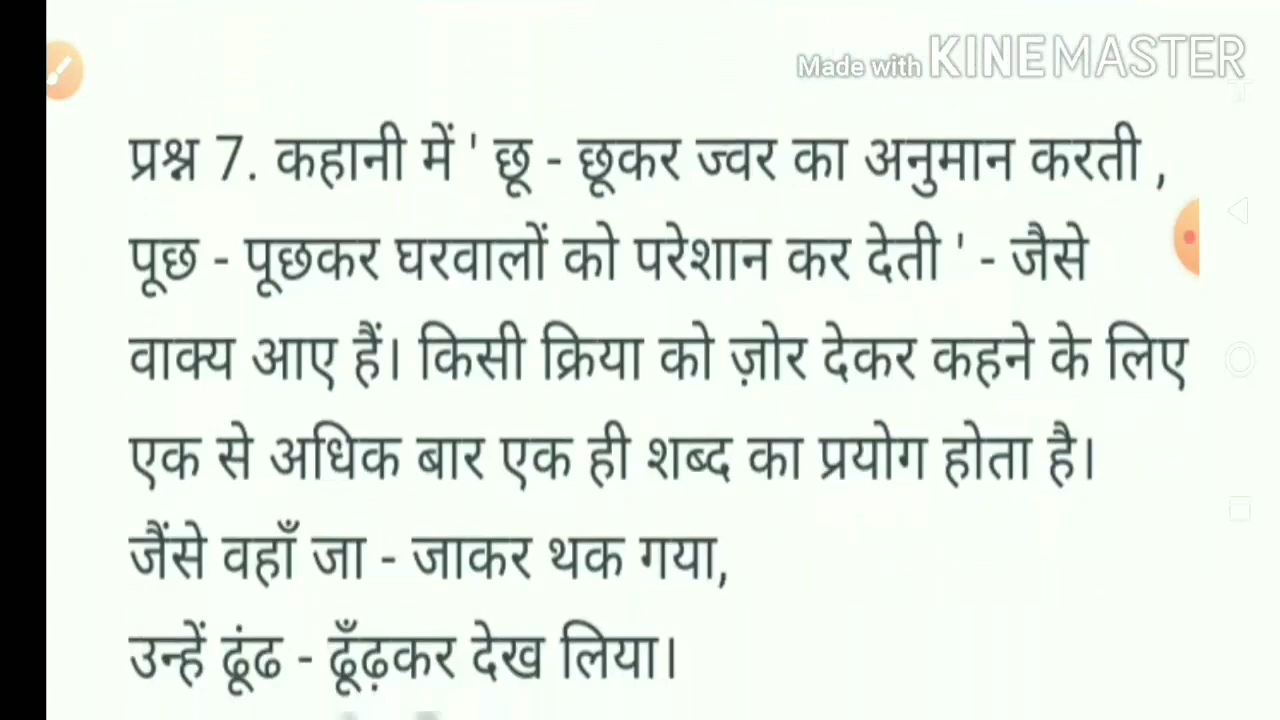 Made with KINEMASTER
प्रश्न 7. कहानी में ' छू - छूकर ज्वर का अनुमान करती ,
पूछ - पूछकर घरवालों को परेशान कर देती ' - जैसे
वाक्य आए हैं। किसी क्रिया को ज़ोर देकर कहने के लिए
एक से अधिक बार एक ही शब्द का प्रयोग होता है।
जैंसे वहाँ जा - जाकर थक गया,
उन्हें ढूंढ - ढूँढ़कर देख लिया।